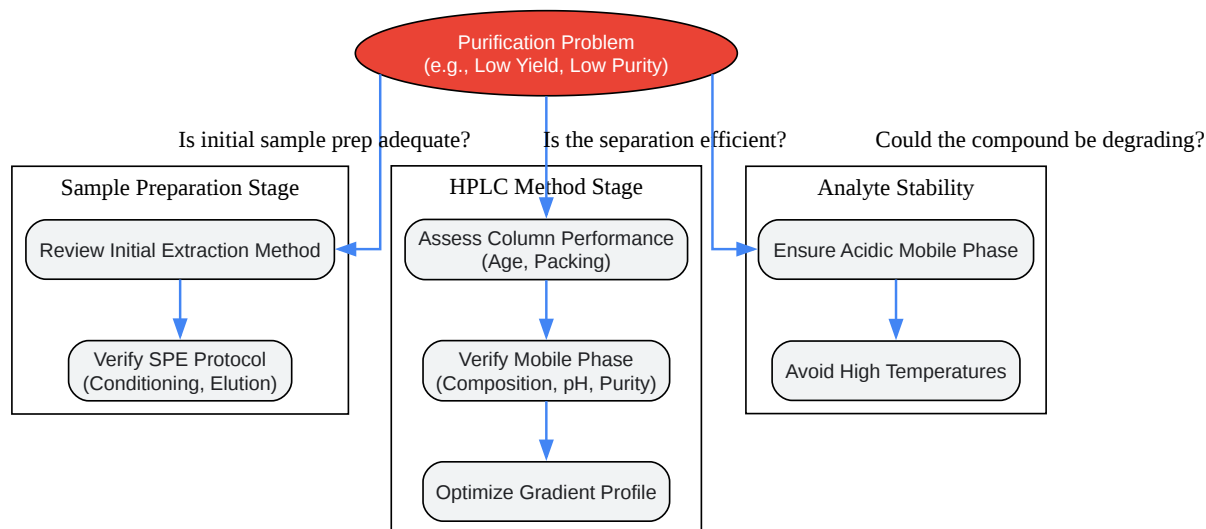 Purification Problem
(e.g., Low Yield, Low Purity)
Is initial sample prep adequate?
Is the separation efficient?
Could the compound be degrading?
Sample Preparation Stage
Review Initial Extraction Method
Verify SPE Protocol
(Conditioning, Elution)
HPLC Method Stage
Assess Column Performance
(Age, Packing)
Verify Mobile Phase
(Composition, pH, Purity)
Optimize Gradient Profile
Analyte Stability
Ensure Acidic Mobile Phase
Avoid High Temperatures